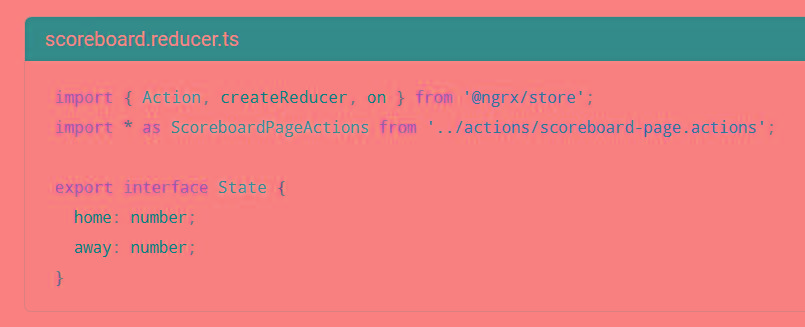 scoreboard.reducer.ts
import { Action, createReducer, on } from '@ngrx/store';
import * as ScoreboardPageActions from '../actions/scoreboard-page.actions';
export interface State {
  home: number;
  away: number;
}